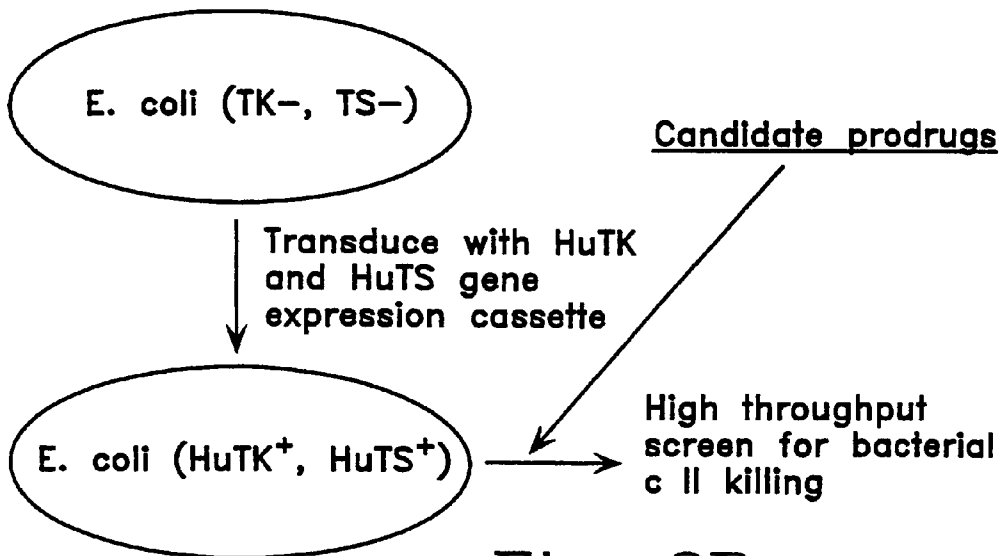 E. coli (TK−, TS−)
Candidate prodrugs
Transduce with HuTK
and HuTS gene
expression cassette
E. coli (HuTK⁺, HuTS⁺)
High throughput
screen for bacterial
c ll killing